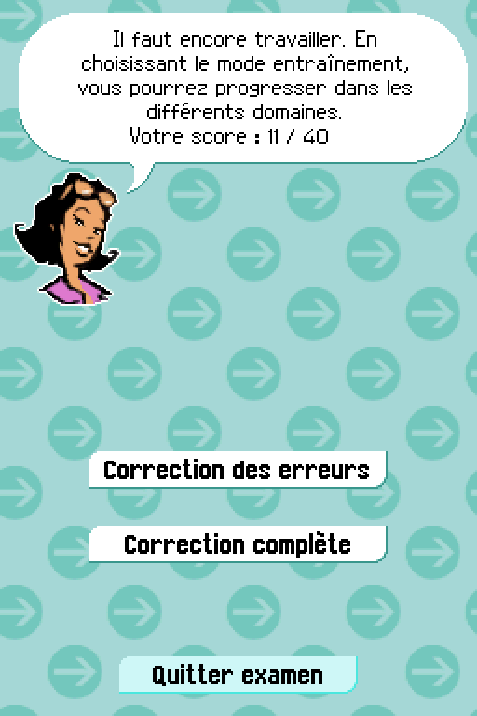 Il faut encore travailler. En
choisissant le mode entraînement,
vous pourrez progresser dans les
différents domaines.
Votre score : 11 / 40
Correction des erreurs
Correction complète
Quitter examen